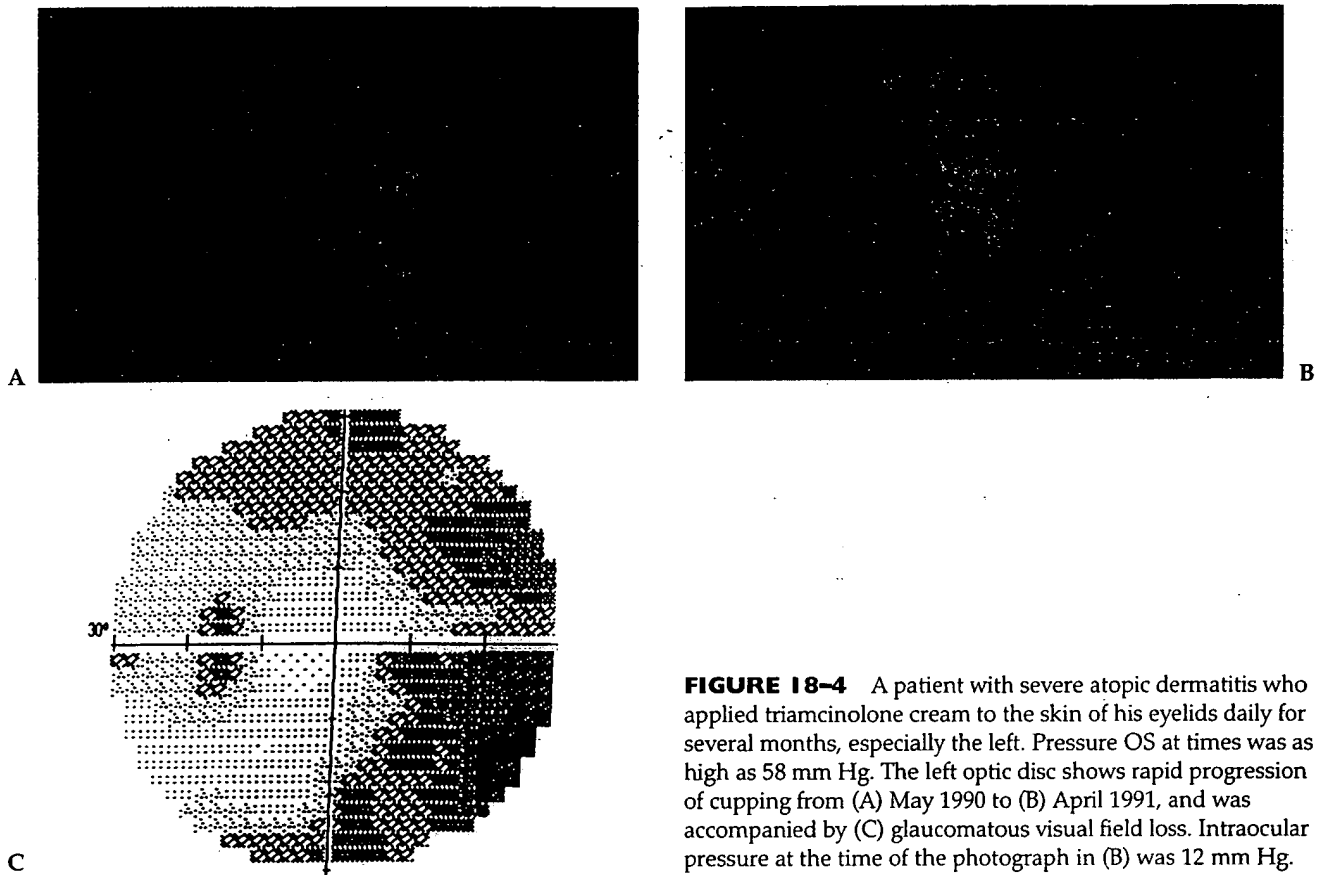 A
B
30°
C
FIGURE 18–4 A patient with severe atopic dermatitis who
applied triamcinolone cream to the skin of his eyelids daily for
several months, especially the left. Pressure OS at times was as
high as 58 mm Hg. The left optic disc shows rapid progression
of cupping from (A) May 1990 to (B) April 1991, and was
accompanied by (C) glaucomatous visual field loss. Intraocular
pressure at the time of the photograph in (B) was 12 mm Hg.